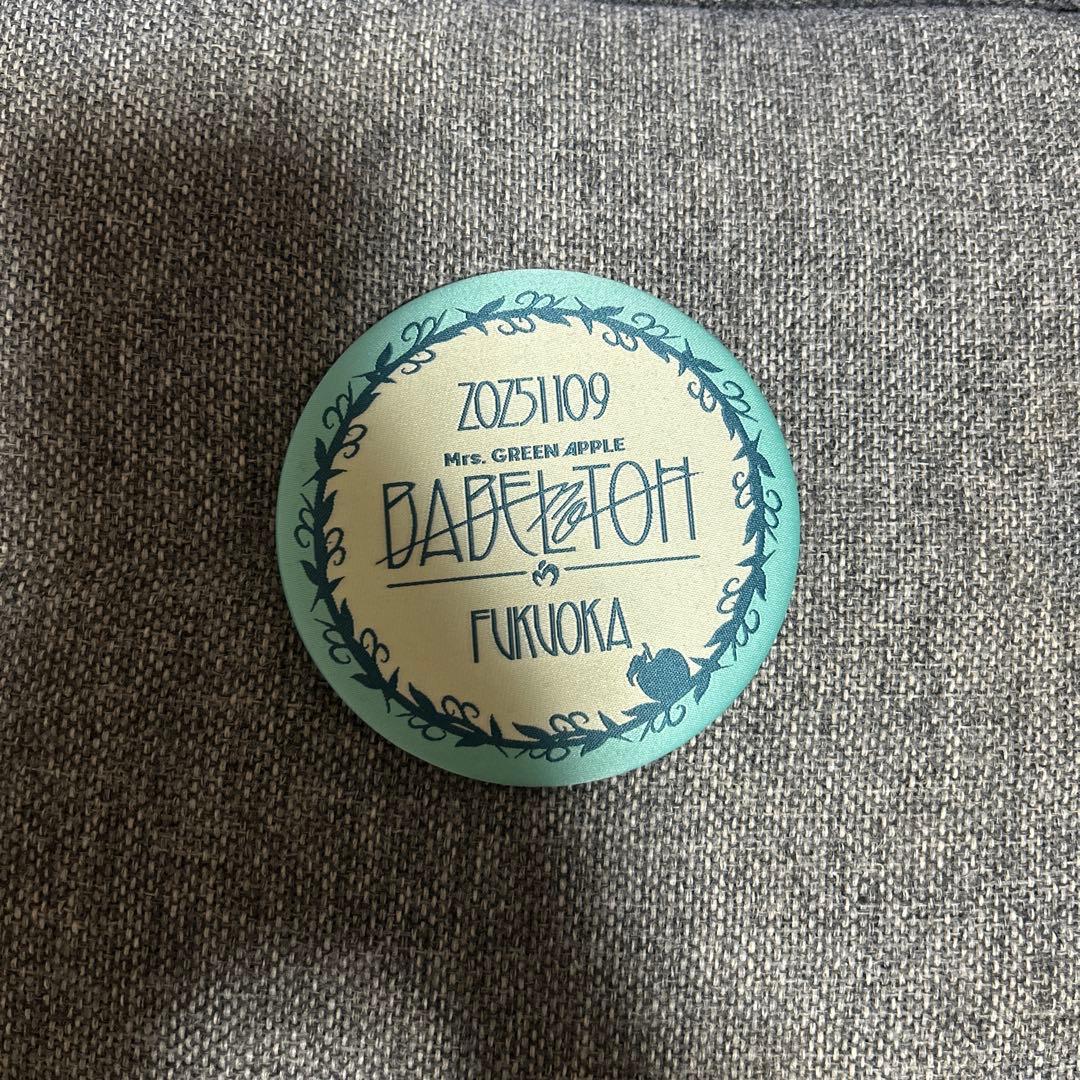 20251109
Mrs. GREEN APPLE
BABEL no TOH
FUKUOKA